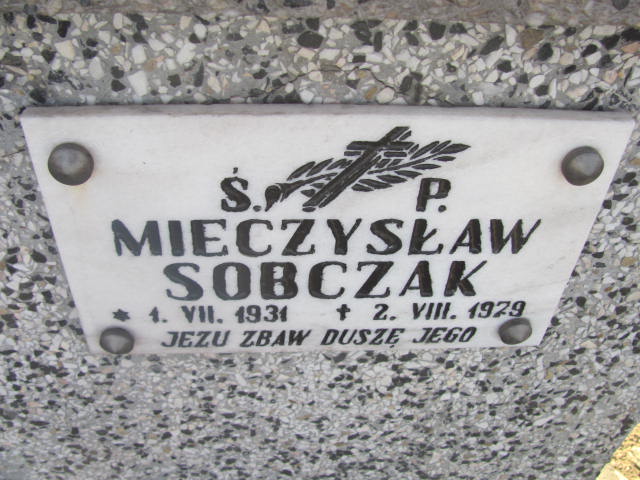 Ś. P.
MIECZYSŁAW
SOBCZAK
* 1. VII. 1931 ✝ 2. VIII. 1979
JEZU ZBAW DUSZĘ JEGO